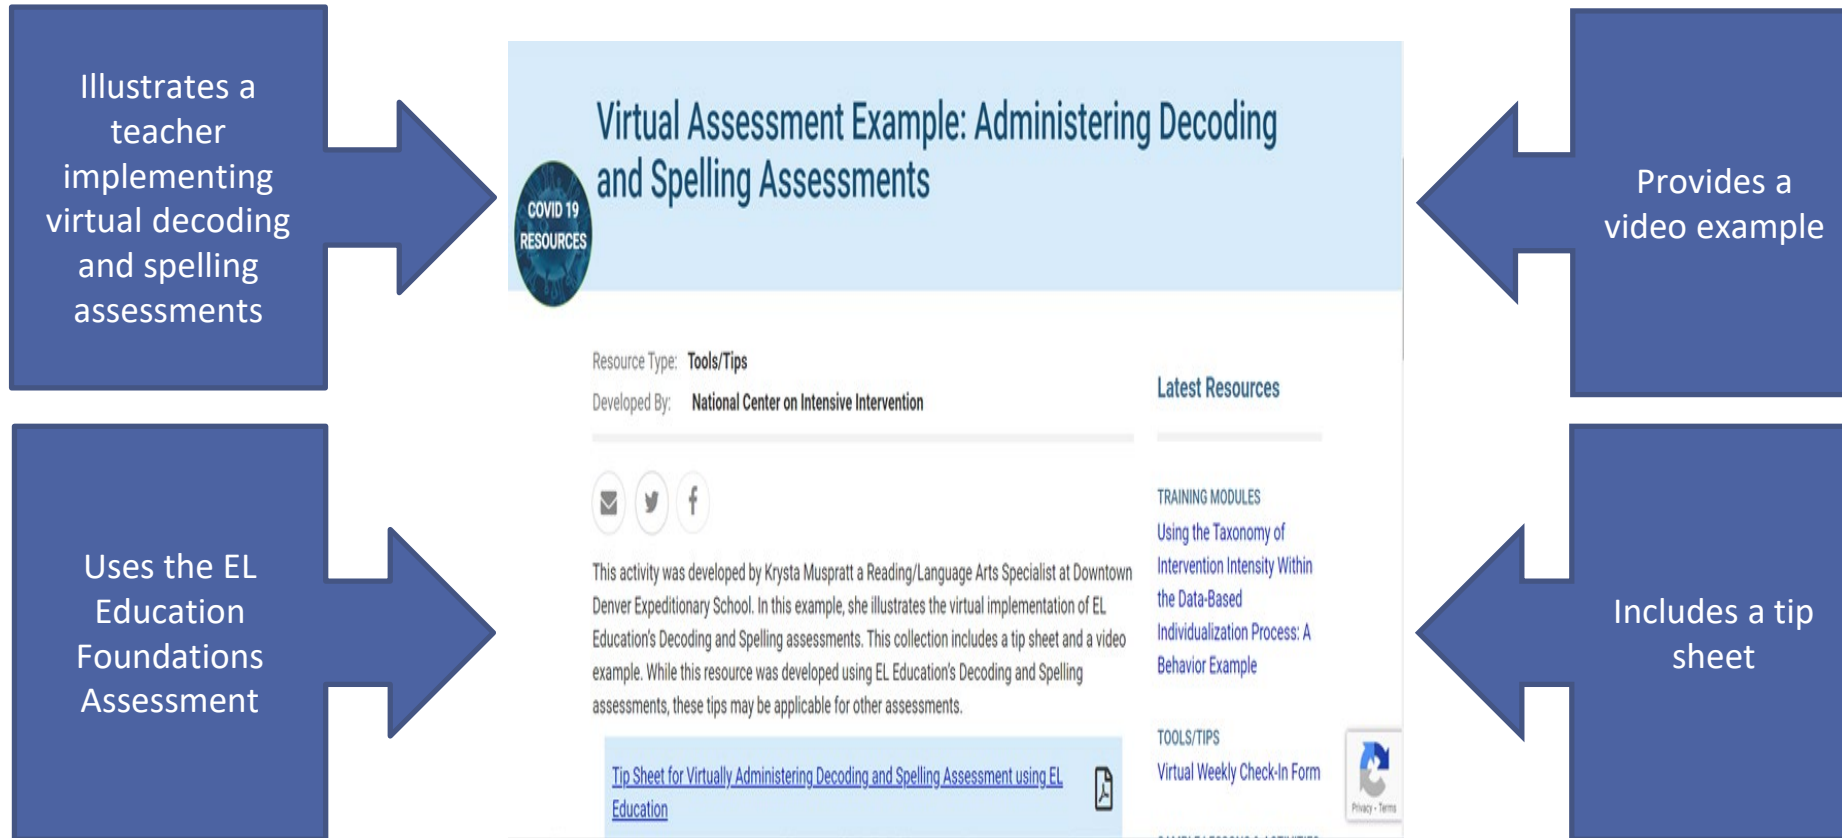 Illustrates a
teacher
implementing
virtual decoding
and spelling
assessments
Uses the EL
Education
Foundations
Assessment
Virtual Assessment Example: Administering Decoding
and Spelling Assessments
COVID 19
RESOURCES
Resource Type: Tools/Tips
Developed By: National Center on Intensive Intervention
This activity was developed by Krysta Muspratt a Reading/Language Arts Specialist at Downtown
Denver Expeditionary School. In this example, she illustrates the virtual implementation of EL
Education's Decoding and Spelling assessments. This collection includes a tip sheet and a video
example. While this resource was developed using EL Education's Decoding and Spelling
assessments, these tips may be applicable for other assessments.
Tip Sheet for Virtually Administering Decoding and Spelling Assessment using EL
Education
Latest Resources
TRAINING MODULES
Using the Taxonomy of
Intervention Intensity Within
the Data-Based
Individualization Process: A
Behavior Example
TOOLS/TIPS
Virtual Weekly Check-In Form
Privacy - Terms
Provides a
video example
Includes a tip
sheet